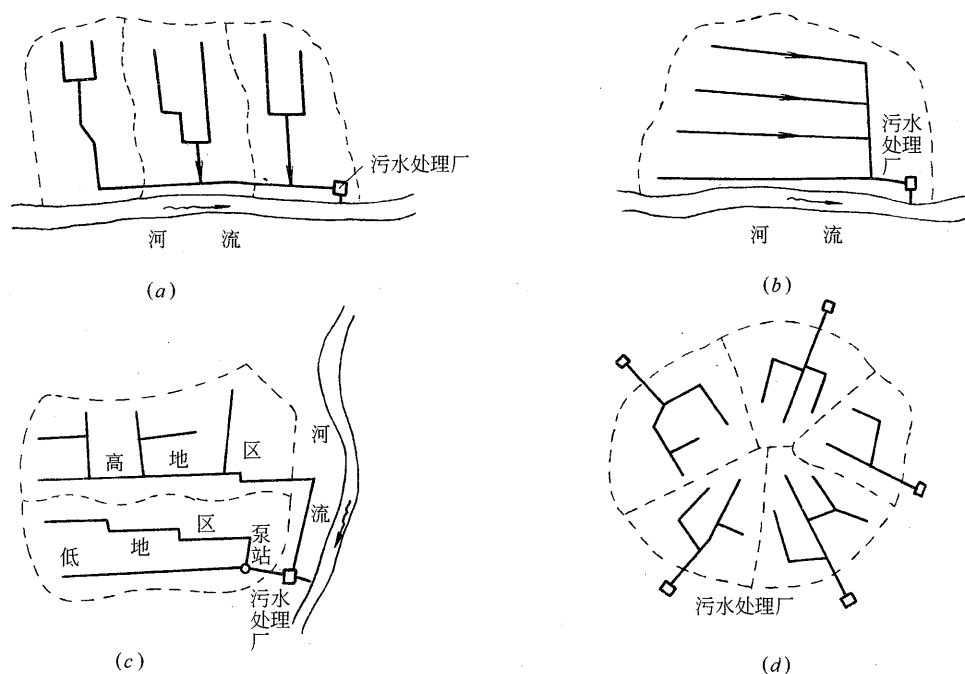 污水处理厂
河 流
(a)
污水
处理
厂
河 流
(b)
高 地 区
低 地 区
泵
站
河
流
污水
处理
厂
(c)
污水处理厂
(d)